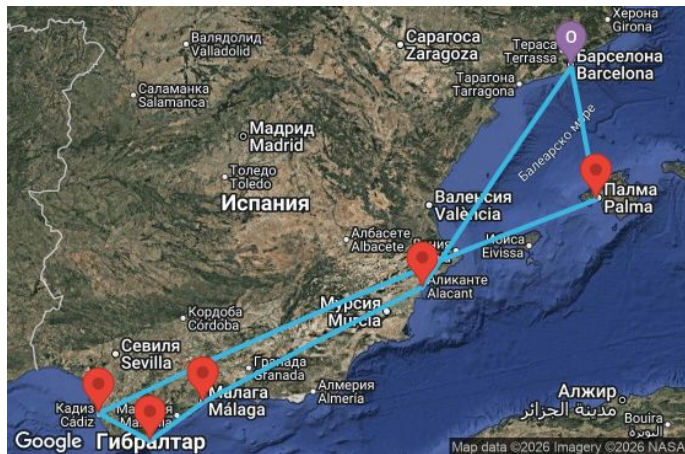 Херона
Girona
О
Валядолид
Valladolid
Сарагоса
Zaragoza
Тераса
Terrassa
Барселона
Barcelona
Тарагона
Tarragona
Саламанка
Salamanca
Мадрид
Madrid
Балеарско море
Толедо
Toledo
Палма
Palma
Испания
Валенсия
València
Албасете
Albacete
Ибиса
Eivissa
Аликанте
Alacant
Мурсия
Murcia
Кордоба
Córdoba
Севиля
Sevilla
Гранада
Granada
Алмерия
Almería
Малага
Málaga
Алжир
مدينة الجزائر
Кадиз
Cádiz
Bouira
البويرة
Гибралтар
Google
Map data ©2026 Imagery ©2026 NASA